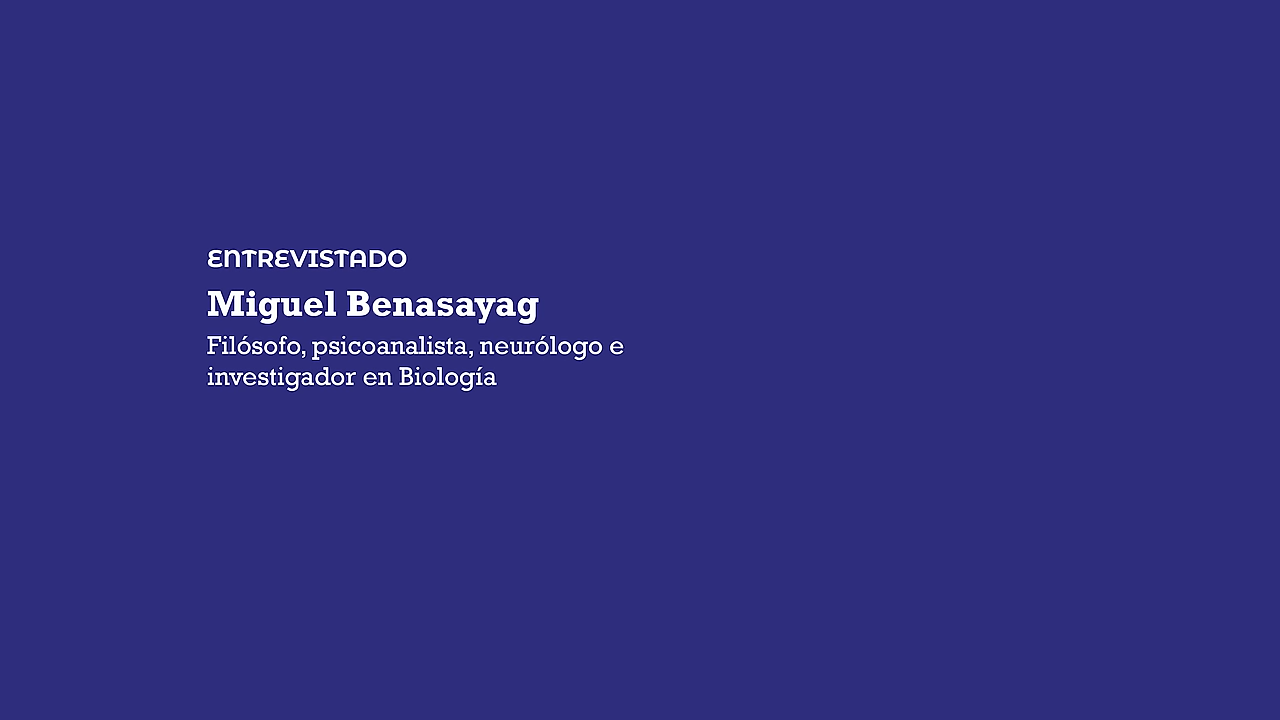 ENTREVISTADO
Miguel Benasayag
Filósofo, psicoanalista, neurólogo e
investigador en Biología